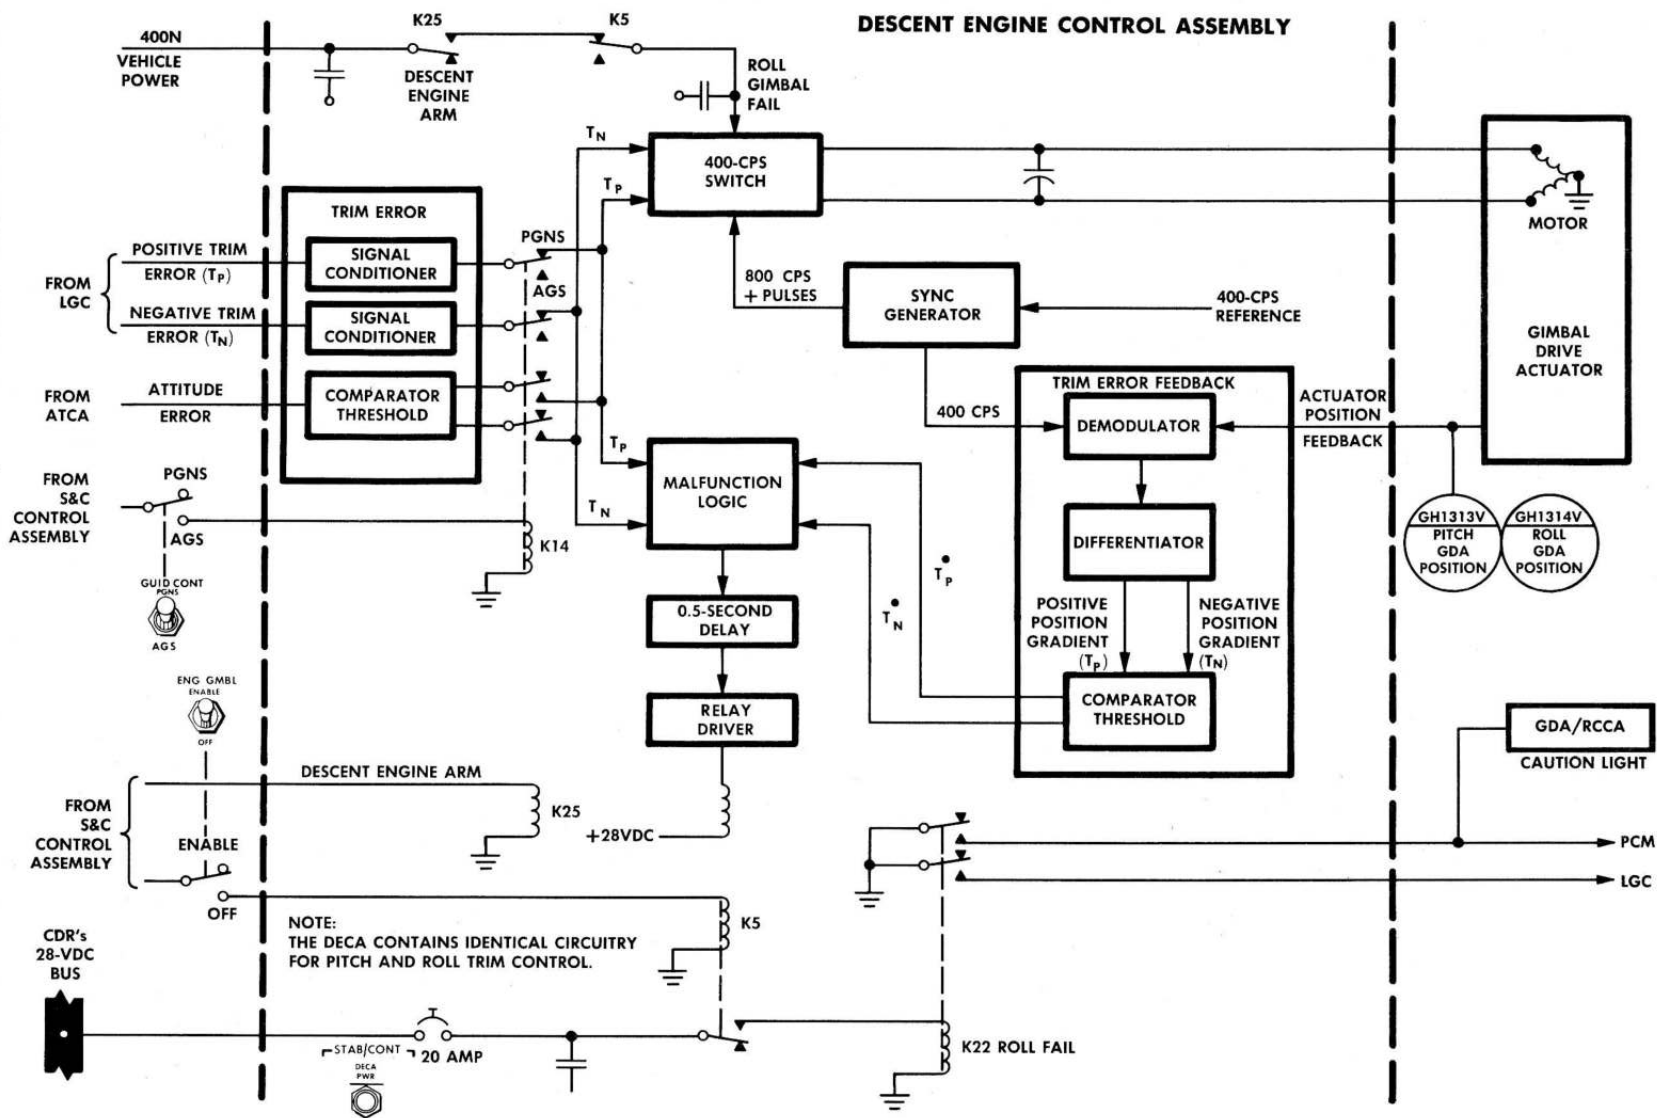 DESCENT ENGINE CONTROL ASSEMBLY
K25
K5
400N
VEHICLE
POWER
DESCENT
ENGINE
ARM
ROLL
GIMBAL
FAIL
TN
400-CPS
SWITCH
TP
TRIM ERROR
MOTOR
POSITIVE TRIM
ERROR (TP)
SIGNAL
CONDITIONER
PGNS
AGS
FROM
LGC
NEGATIVE TRIM
ERROR (TN)
SIGNAL
CONDITIONER
800 CPS
+ PULSES
SYNC
GENERATOR
400-CPS
REFERENCE
GIMBAL
DRIVE
ACTUATOR
FROM
ATCA
ATTITUDE
ERROR
COMPARATOR
THRESHOLD
400 CPS
TRIM ERROR FEEDBACK
DEMODULATOR
ACTUATOR
POSITION
FEEDBACK
TP
MALFUNCTION
LOGIC
TN
FROM
S&C
CONTROL
ASSEMBLY
PGNS
AGS
K14
DIFFERENTIATOR
GH1313V
PITCH
GDA
POSITION
GH1314V
ROLL
GDA
POSITION
ṪP
ṪN
GUID CONT
PGNS
AGS
0.5-SECOND
DELAY
POSITIVE
POSITION
GRADIENT
(TP)
NEGATIVE
POSITION
GRADIENT
(TN)
ENG GMBL
ENABLE
OFF
RELAY
DRIVER
COMPARATOR
THRESHOLD
GDA/RCCA
CAUTION LIGHT
DESCENT ENGINE ARM
K25
+28VDC
FROM
S&C
CONTROL
ASSEMBLY
ENABLE
OFF
PCM
LGC
K5
NOTE:
THE DECA CONTAINS IDENTICAL CIRCUITRY
FOR PITCH AND ROLL TRIM CONTROL.
CDR's
28-VDC
BUS
STAB/CONT
DECA
PWR
20 AMP
K22 ROLL FAIL